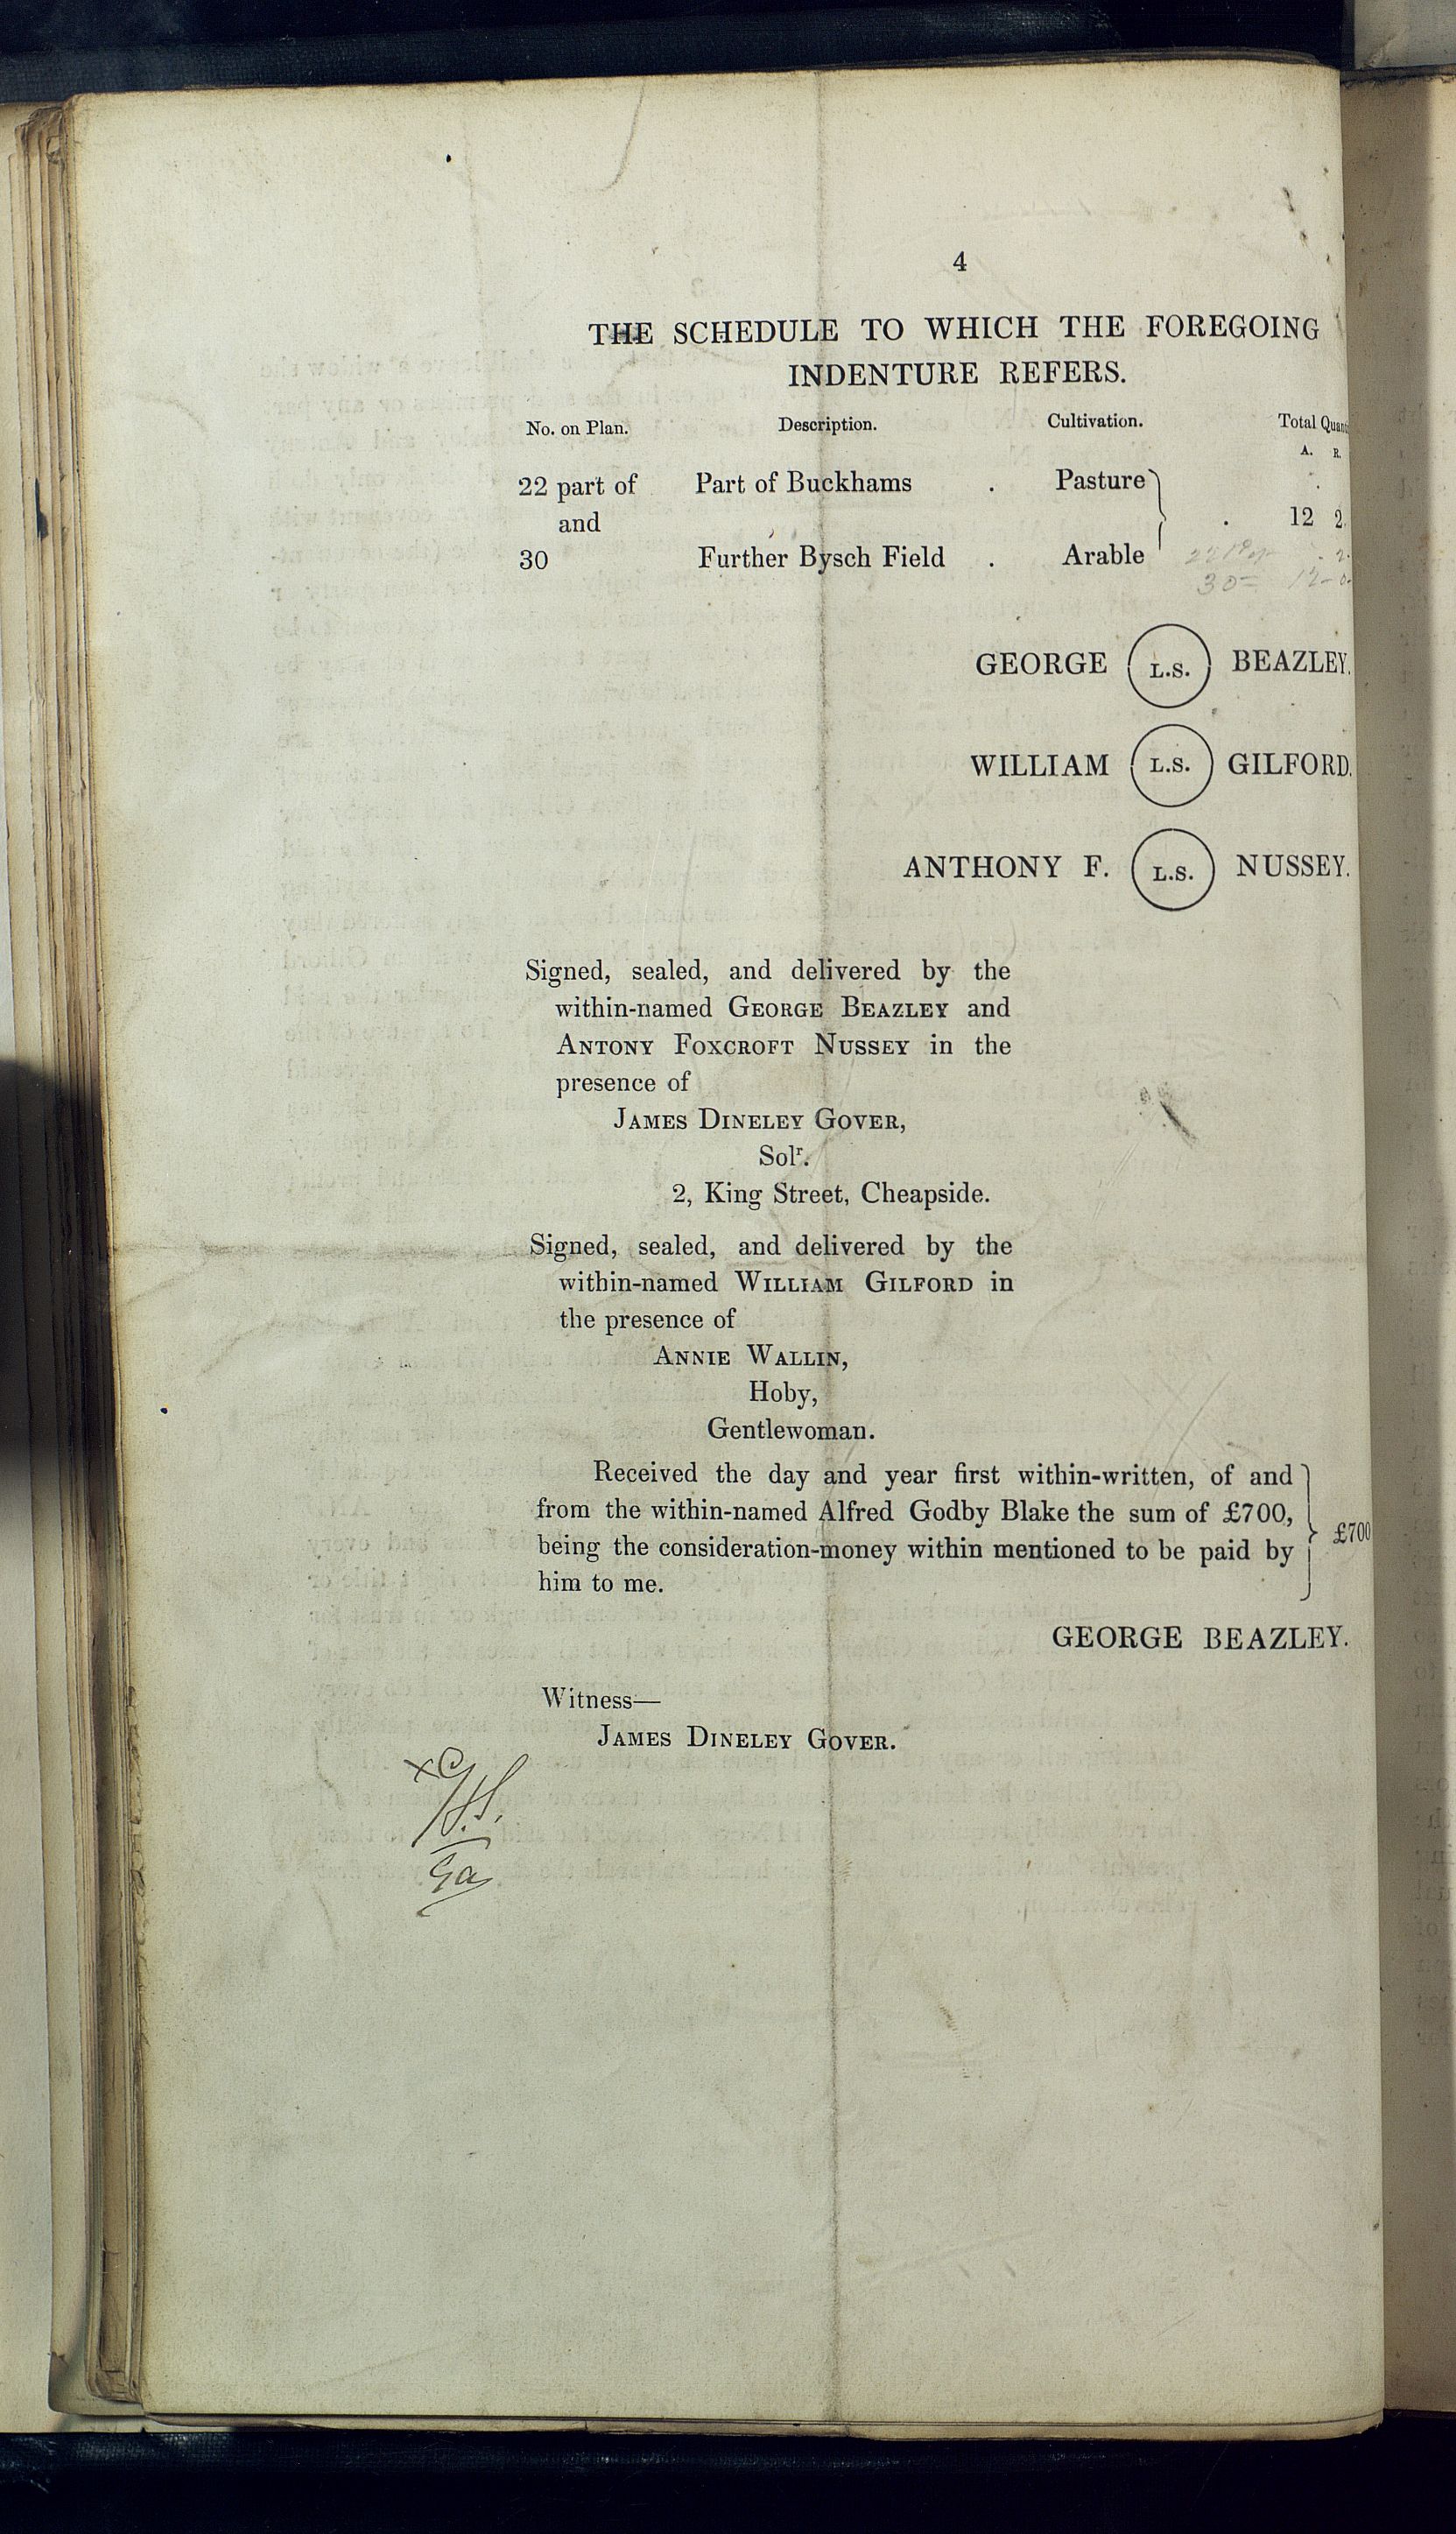 4
THE SCHEDULE TO WHICH THE FOREGOING
INDENTURE REFERS.
No. on Plan. Description. Cultivation. Total Quant
A. R.
22 part of Part of Buckhams . Pasture
and . 12 2
30 Further Bysch Field . Arable
30 = 12-0
GEORGE L.S. BEAZLEY.
WILLIAM L.S. GILFORD.
ANTHONY F. L.S. NUSSEY.
Signed, sealed, and delivered by the
within-named GEORGE BEAZLEY and
ANTONY FOXCROFT NUSSEY in the
presence of
JAMES DINELEY GOVER,
Solr.
2, King Street, Cheapside.
Signed, sealed, and delivered by the
within-named WILLIAM GILFORD in
the presence of
ANNIE WALLIN,
Hoby,
Gentlewoman.
Received the day and year first within-written, of and
from the within-named Alfred Godby Blake the sum of £700,
being the consideration-money within mentioned to be paid by
him to me.
£700
GEORGE BEAZLEY.
Witness—
JAMES DINELEY GOVER.